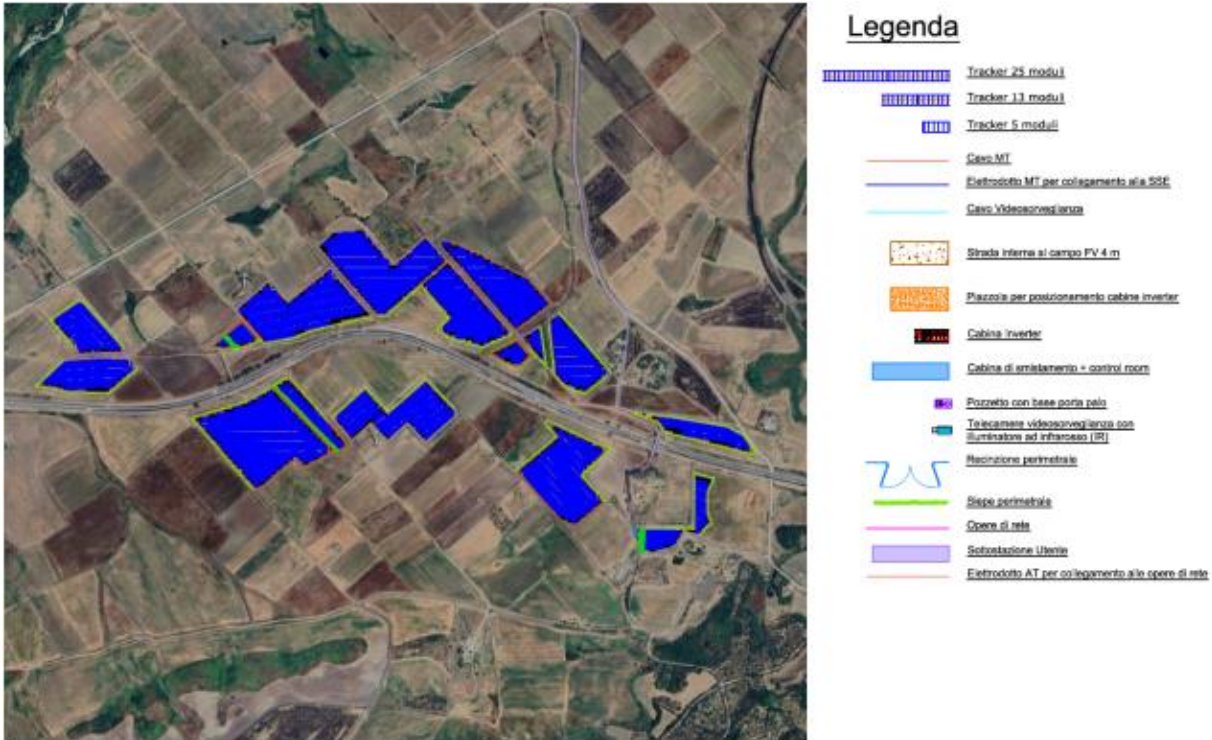 Legenda
Tracker 25 moduli
Tracker 13 moduli
Tracker 5 moduli
Cavo MT
Elettrodotto MT per collegamento alla SSE
Cavo Videosorveglianza
Strada interna al campo PV 4 m
Piazzola per posizionamento cabine inverter
Cabina Inverter
Cabina di smistamento + control room
Pozzetto con base porta palo
Telecamere videosorveglianza con
illuminatore ad infrarosso (IR)
Recinzione perimetrale
Siepe perimetrale
Opere di rete
Sottostazione Utente
Elettrodotto AT per collegamento alle opere di rete